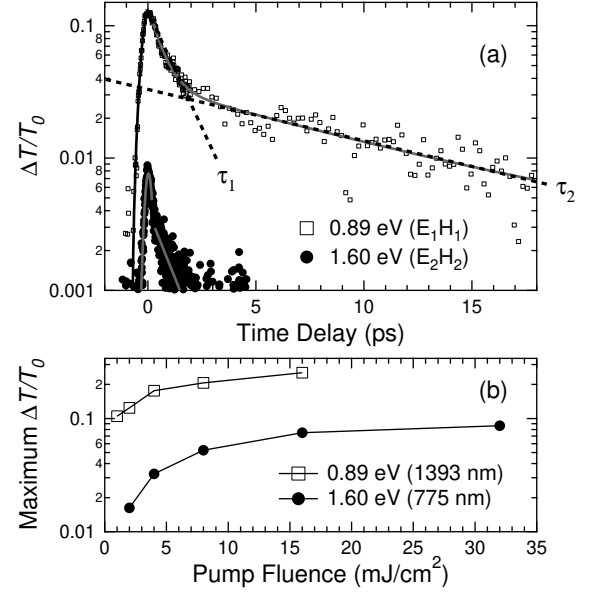 (a)
0.1
8
6
4
2
0.01
8
6
4
2
0.001
ΔT/T0
τ1
τ2
0.89 eV (E1H1)
1.60 eV (E2H2)
0 5 10 15
Time Delay (ps)
(b)
2
0.1
8
6
4
2
0.01
Maximum ΔT/T0
0.89 eV (1393 nm)
1.60 eV (775 nm)
0 5 10 15 20 25 30 35
Pump Fluence (mJ/cm2)